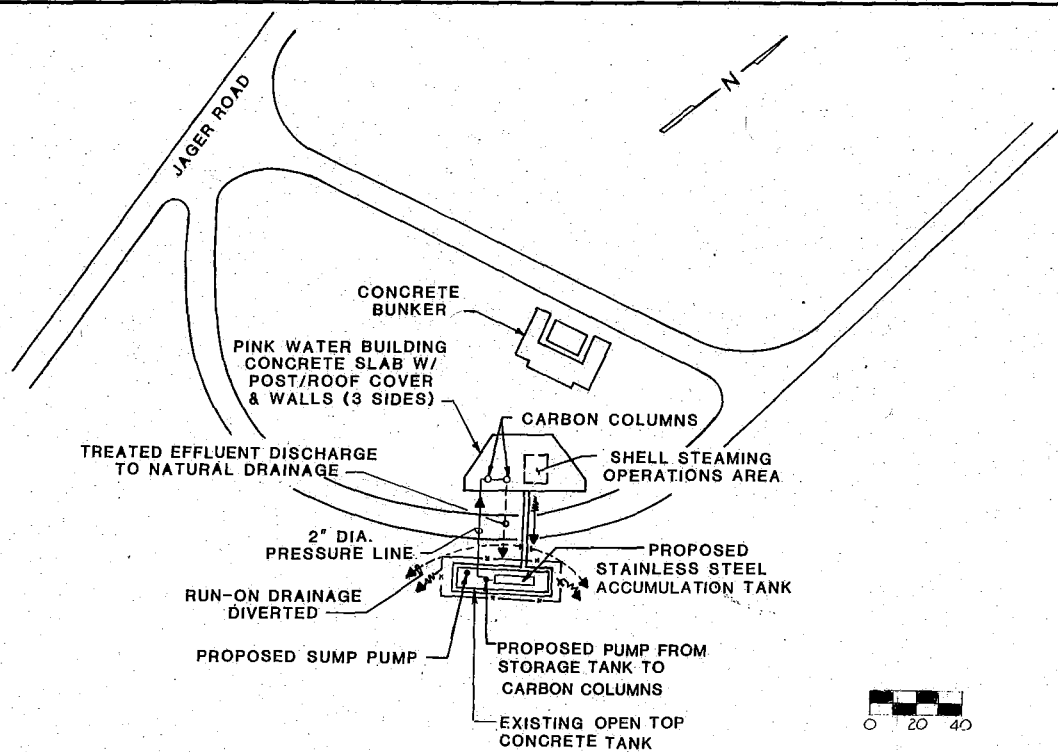 JAGER ROAD
N
CONCRETE
BUNKER
PINK WATER BUILDING
CONCRETE SLAB W/
POST/ROOF COVER
& WALLS (3 SIDES)
CARBON COLUMNS
TREATED EFFLUENT DISCHARGE
TO NATURAL DRAINAGE
SHELL STEAMING
OPERATIONS AREA
2" DIA.
PRESSURE LINE
PROPOSED
STAINLESS STEEL
ACCUMULATION TANK
RUN-ON DRAINAGE
DIVERTED
PROPOSED SUMP PUMP
PROPOSED PUMP FROM
STORAGE TANK TO
CARBON COLUMNS
EXISTING OPEN TOP
CONCRETE TANK
0 20 40